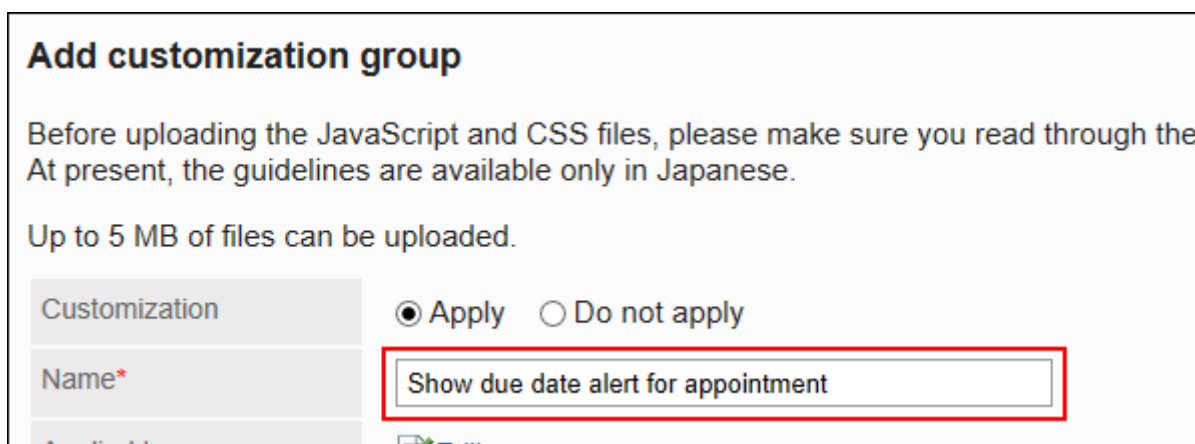 Add customization group
Before uploading the JavaScript and CSS files, please make sure you read through the
At present, the guidelines are available only in Japanese.
Up to 5 MB of files can be uploaded.
Customization Apply Do not apply
Name* Show due date alert for appointment